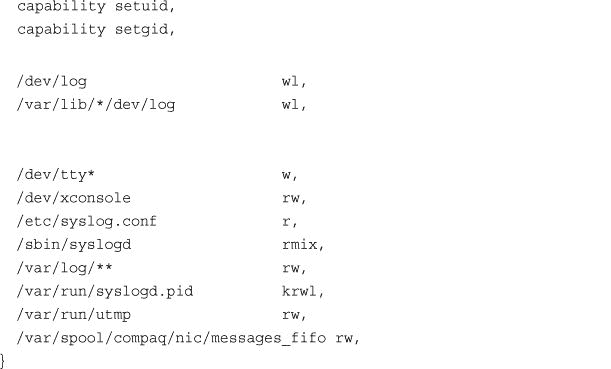 capability setuid,
capability setgid,
/dev/log wl,
/var/lib/*/dev/log wl,
/dev/tty* w,
/dev/xconsole rw,
/etc/syslog.conf r,
/sbin/syslogd rmix,
/var/log/** rw,
/var/run/syslogd.pid krwl,
/var/run/utmp rw,
/var/spool/compaq/nic/messages_fifo rw,
}